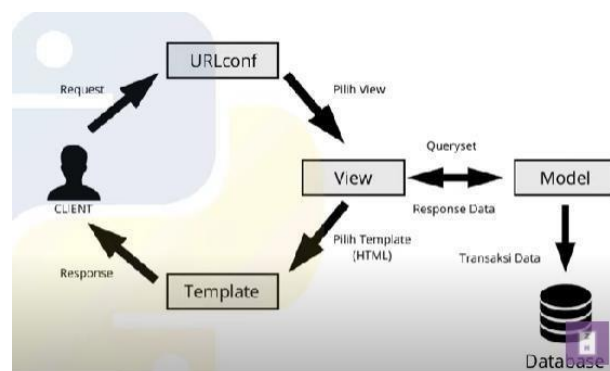 URLconf
Request
Pilih View
Queryset
View
Model
CLIENT
Response Data
Pilih Template
(HTML)
Transaksi Data
Response
Template
Database